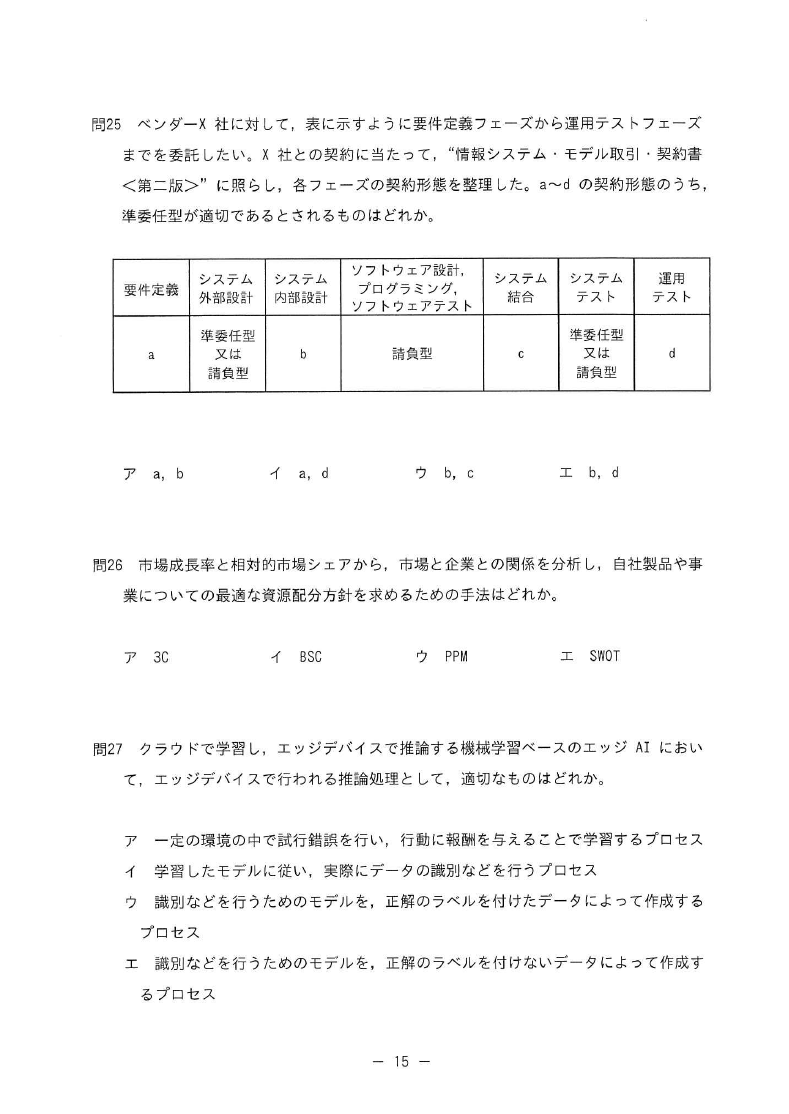 問25　ベンダーX 社に対して，表に示すように要件定義フェーズから運用テストフェーズ
までを委託したい。X 社との契約に当たって，“情報システム・モデル取引・契約書
＜第二版＞”に照らし，各フェーズの契約形態を整理した。a～d の契約形態のうち，
準委任型が適切であるとされるものはどれか。
要件定義　システム外部設計　システム内部設計　ソフトウェア設計，プログラミング，ソフトウェアテスト　システム結合　システムテスト　運用テスト
a　準委任型又は請負型　b　請負型　c　準委任型又は請負型　d
ア　a，b　イ　a，d　ウ　b，c　エ　b，d
問26　市場成長率と相対的市場シェアから，市場と企業との関係を分析し，自社製品や事
業についての最適な資源配分方針を求めるための手法はどれか。
ア　3C　イ　BSC　ウ　PPM　エ　SWOT
問27　クラウドで学習し，エッジデバイスで推論する機械学習ベースのエッジ AI におい
て，エッジデバイスで行われる推論処理として，適切なものはどれか。
ア　一定の環境の中で試行錯誤を行い，行動に報酬を与えることで学習するプロセス
イ　学習したモデルに従い，実際にデータの識別などを行うプロセス
ウ　識別などを行うためのモデルを，正解のラベルを付けたデータによって作成する
プロセス
エ　識別などを行うためのモデルを，正解のラベルを付けないデータによって作成す
るプロセス
－ 15 －